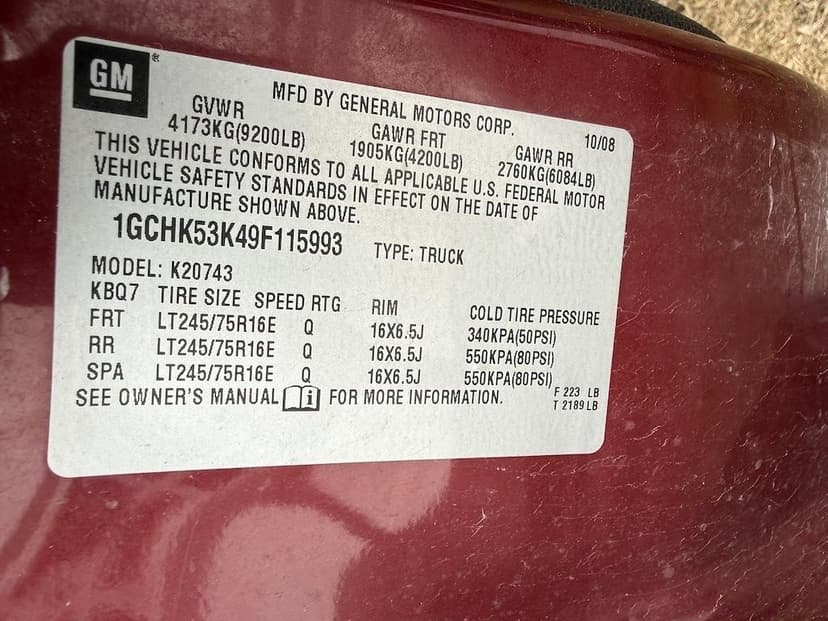 GM
MFD BY GENERAL MOTORS CORP. 10/08
GVWR GAWR FRT GAWR RR
4173KG(9200LB) 1905KG(4200LB) 2760KG(6084LB)
THIS VEHICLE CONFORMS TO ALL APPLICABLE U.S. FEDERAL MOTOR
VEHICLE SAFETY STANDARDS IN EFFECT ON THE DATE OF
MANUFACTURE SHOWN ABOVE.
1GCHK53K49F115993 TYPE: TRUCK
MODEL: K20743
KBQ7 TIRE SIZE SPEED RTG RIM COLD TIRE PRESSURE
FRT LT245/75R16E Q 16X6.5J 340KPA(50PSI)
RR LT245/75R16E Q 16X6.5J 550KPA(80PSI)
SPA LT245/75R16E Q 16X6.5J 550KPA(80PSI)
SEE OWNER'S MANUAL i FOR MORE INFORMATION.
F 223 LB
T 2189 LB